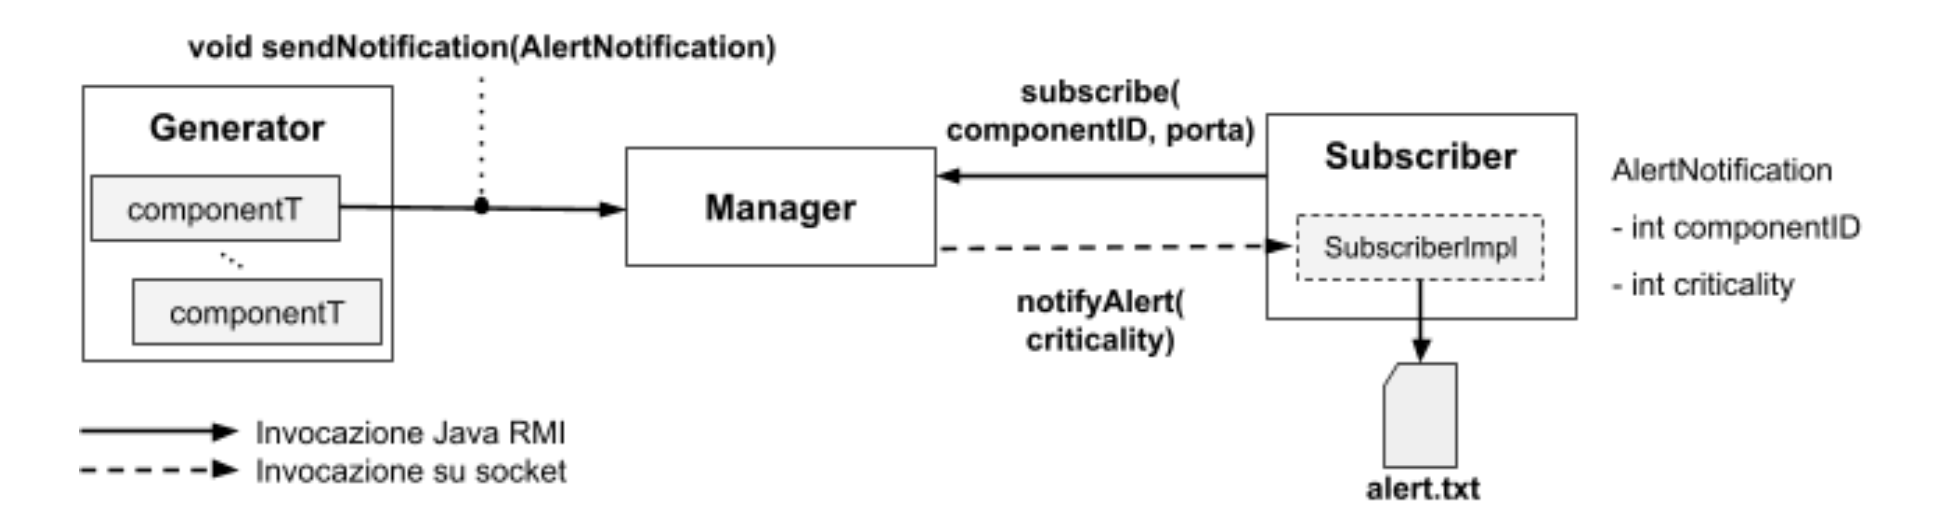 void sendNotification(AlertNotification)
Generator
componentT
componentT
Manager
subscribe(
componentID, porta)
notifyAlert(
criticality)
Subscriber
SubscriberImpl
alert.txt
AlertNotification
- int componentID
- int criticality
Invocazione Java RMI
Invocazione su socket